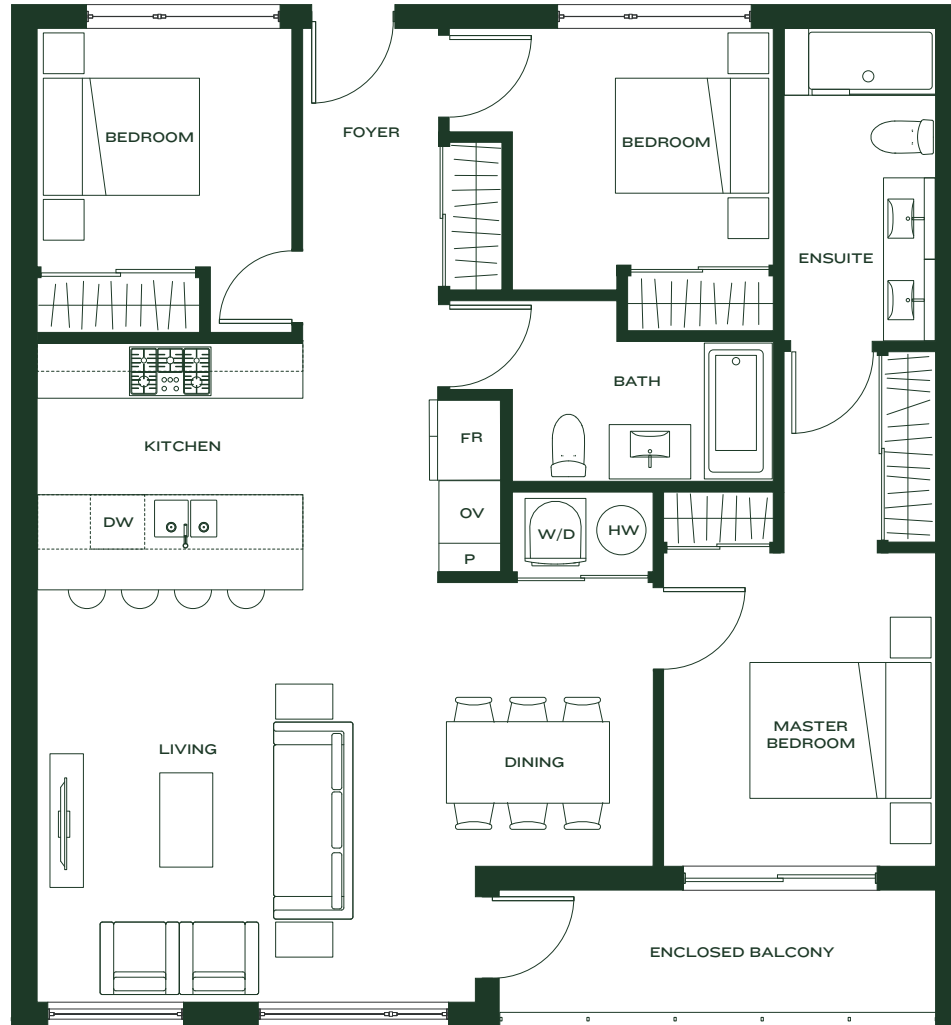 BEDROOM
FOYER
BEDROOM
ENSUITE
BATH
KITCHEN
FR
DW
OV
W/D
HW
P
MASTER
BEDROOM
LIVING
DINING
ENCLOSED BALCONY